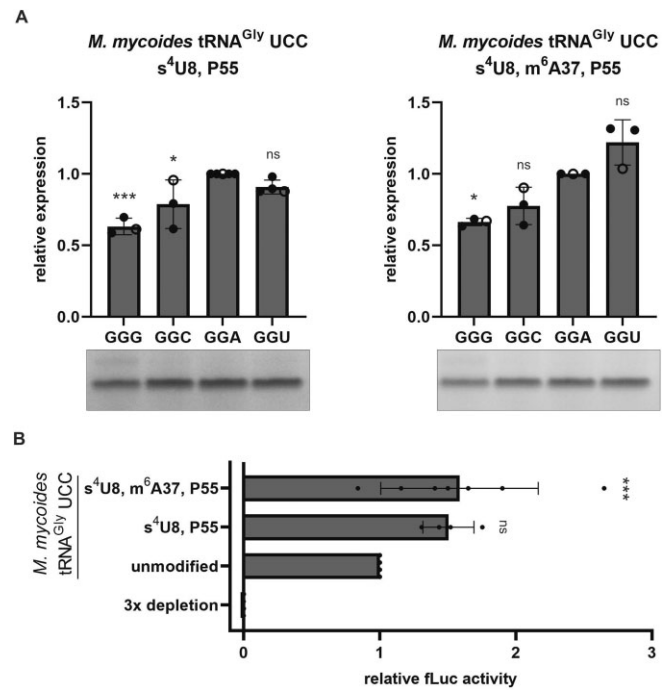 A
M. mycoides tRNA^Gly UCC
s⁴U8, P55
relative expression
1.5
1.0
0.5
0.0
***
*
ns
GGG GGC GGA GGU
M. mycoides tRNA^Gly UCC
s⁴U8, m⁶A37, P55
relative expression
1.5
1.0
0.5
0.0
*
ns
ns
GGG GGC GGA GGU
B
M. mycoides
tRNA^Gly UCC
s⁴U8, m⁶A37, P55
***
s⁴U8, P55
ns
unmodified
3x depletion
0 1 2 3
relative fLuc activity